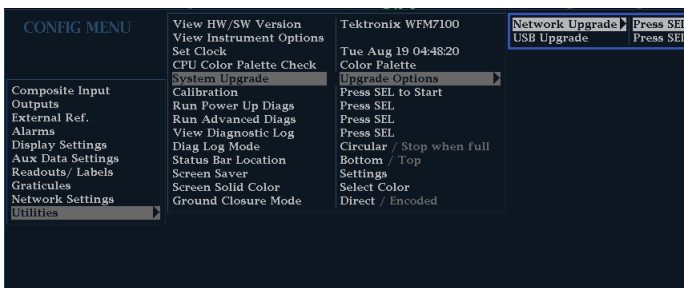 CONFIG MENU
Composite Input
Outputs
External Ref.
Alarms
Display Settings
Aux Data Settings
Readouts/ Labels
Graticules
Network Settings
Utilities
View HW/SW Version Tektronix WFM7100
View Instrument Options
Set Clock Tue Aug 19 04:48:20
CPU Color Palette Check Color Palette
System Upgrade Upgrade Options
Calibration Press SEL to Start
Run Power Up Diags Press SEL
Run Advanced Diags Press SEL
View Diagnostic Log Press SEL
Diag Log Mode Circular / Stop when full
Status Bar Location Bottom / Top
Screen Saver Settings
Screen Solid Color Select Color
Ground Closure Mode Direct / Encoded
Network Upgrade Press SEL
USB Upgrade Press SEL